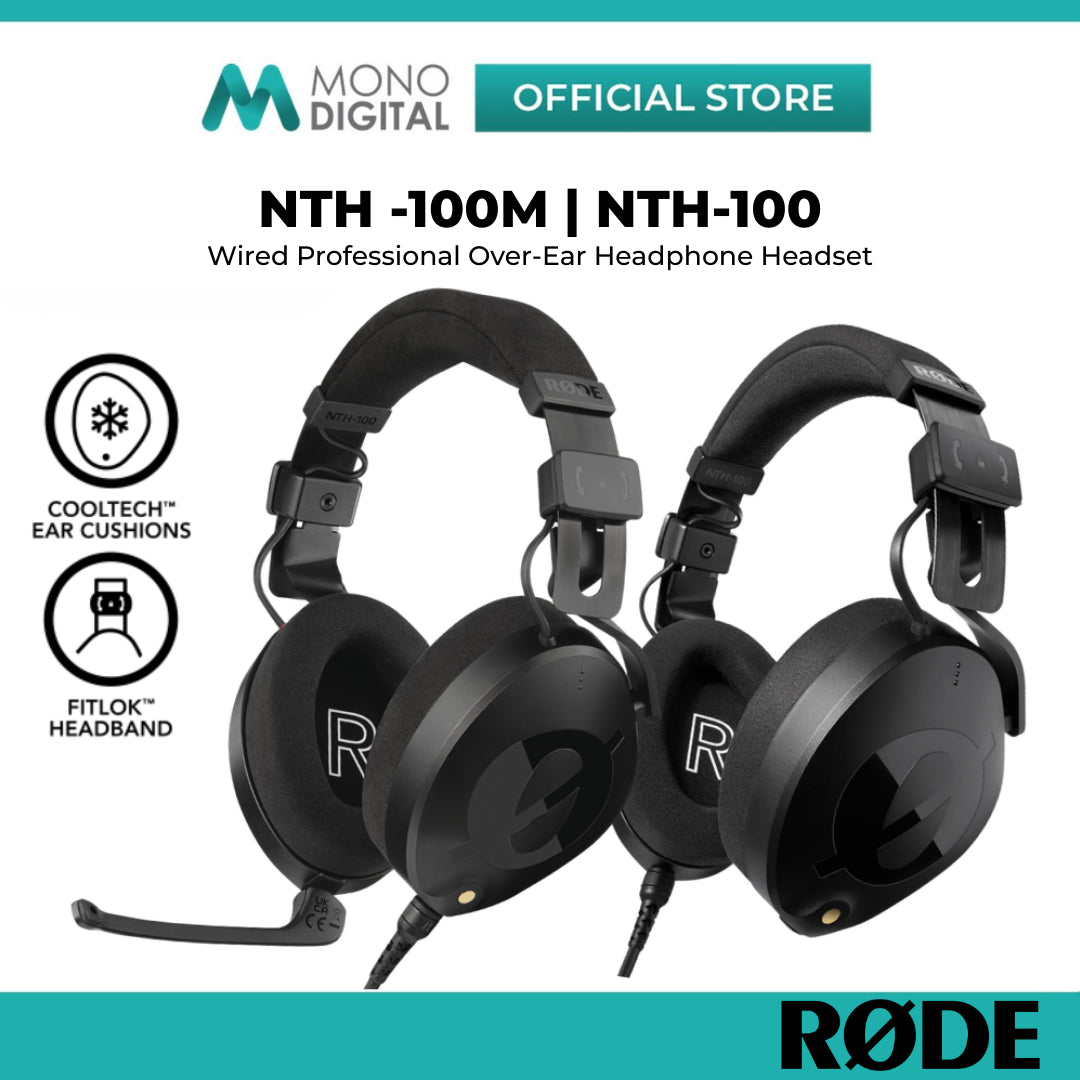 MONO
DIGITAL
OFFICIAL STORE
NTH -100M | NTH-100
Wired Professional Over-Ear Headphone Headset
COOLTECH™
EAR CUSHIONS
FITLOK™
HEADBAND
RØDE
NTH-100
RØDE
NTH-100
R
R
CE
RØDE